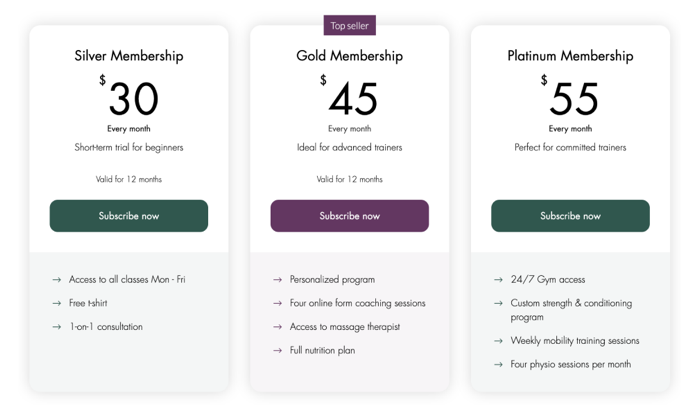 Top seller
Silver Membership
$30
Every month
Short-term trial for beginners
Valid for 12 months
Subscribe now
→ Access to all classes Mon - Fri
→ Free t-shirt
→ 1-on-1 consultation
Gold Membership
$45
Every month
Ideal for advanced trainers
Valid for 12 months
Subscribe now
→ Personalized program
→ Four online form coaching sessions
→ Access to massage therapist
→ Full nutrition plan
Platinum Membership
$55
Every month
Perfect for committed trainers
Subscribe now
→ 24/7 Gym access
→ Custom strength & conditioning
program
→ Weekly mobility training sessions
→ Four physio sessions per month